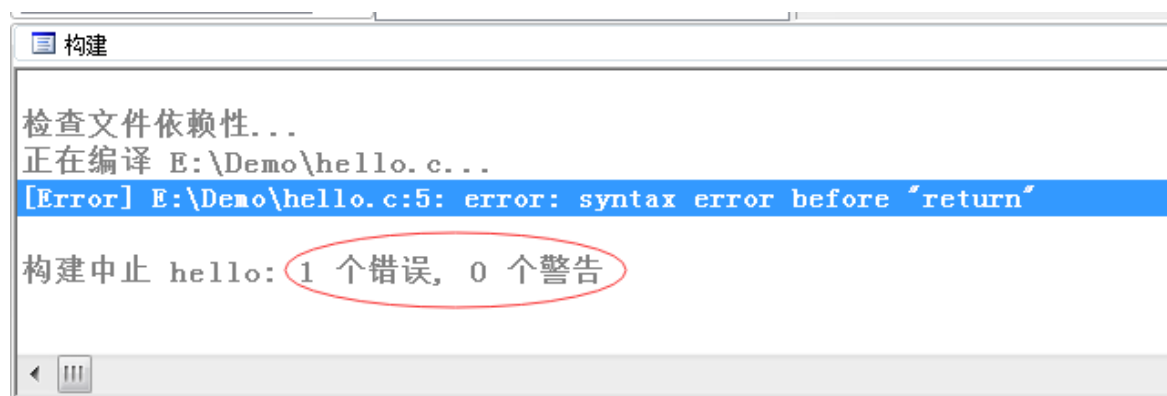 构建
检查文件依赖性...
正在编译 E:\Demo\hello.c...
[Error] E:\Demo\hello.c:5: error: syntax error before "return"
构建中止 hello: 1 个错误, 0 个警告